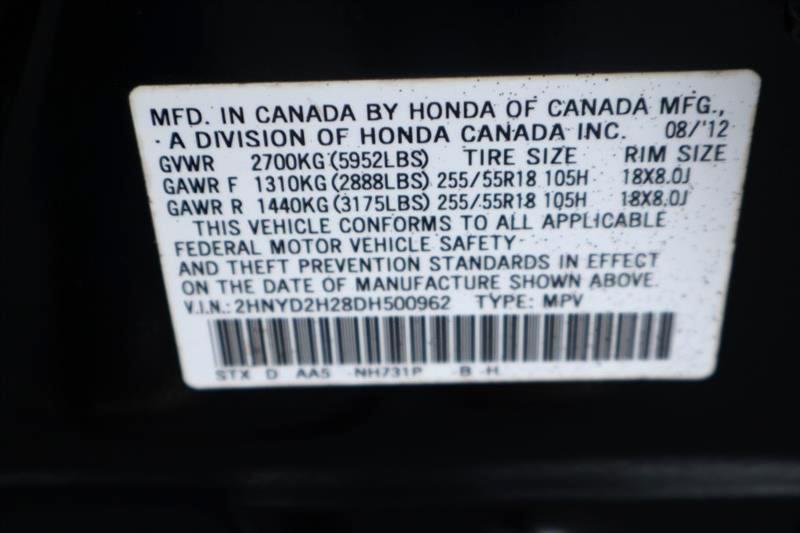 MFD. IN CANADA BY HONDA OF CANADA MFG.,
A DIVISION OF HONDA CANADA INC. 08/'12
GVWR 2700KG (5952LBS) TIRE SIZE RIM SIZE
GAWR F 1310KG (2888LBS) 255/55R18 105H 18X8.0J
GAWR R 1440KG (3175LBS) 255/55R18 105H 18X8.0J
THIS VEHICLE CONFORMS TO ALL APPLICABLE
FEDERAL MOTOR VEHICLE SAFETY
AND THEFT PREVENTION STANDARDS IN EFFECT
ON THE DATE OF MANUFACTURE SHOWN ABOVE.
V.I.N.: 2HNYD2H28DH500962 TYPE: MPV
STX D AA5 -NH731P -B -H